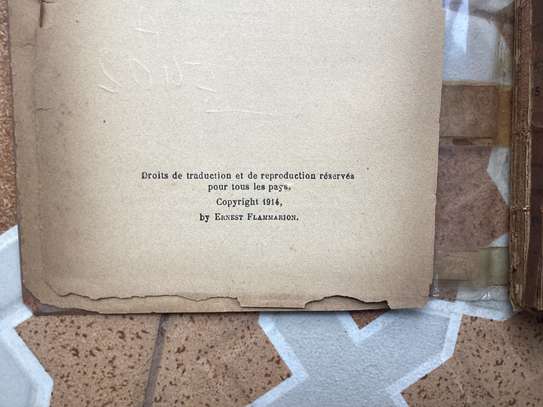 Droits de traduction et de reproduction réservés
pour tous les pays.
Copyright 1914,
by ERNEST FLAMMARION.